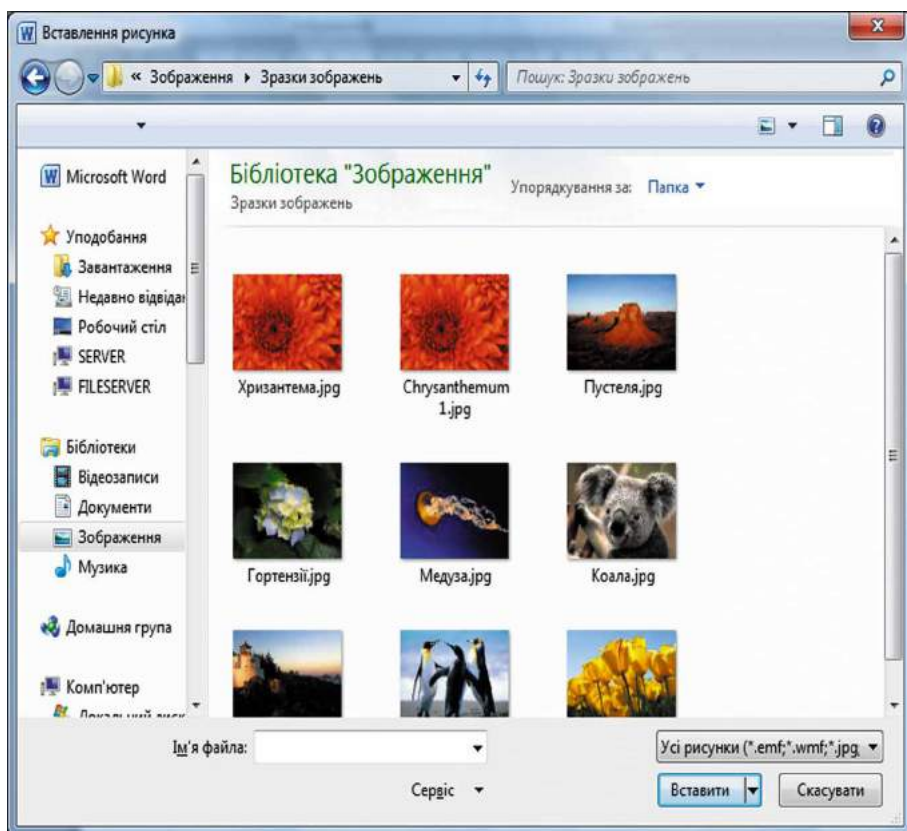 Вставлення рисунка
« Зображення Зразки зображень
Пошук: Зразки зображень
Microsoft Word
Уподобання
Завантаження
Недавно
Робочий стіл
SERVER
FILESERVER
Бібліотеки
Відеозаписи
Документи
Зображення
Музика
Домашня група
Комп'ютер
Бібліотека "Зображення"
Зразки зображень
Упорядкування за: Папка
Хризантема.jpg
Chrysanthemum
1.jpg
Пустеля.jpg
Гортензії.jpg
Медуза.jpg
Коала.jpg
Ім'я файла:
Усі рисунки (*.emf;*.wmf;*.jpg;
Сервіс
Вставити
Скасувати